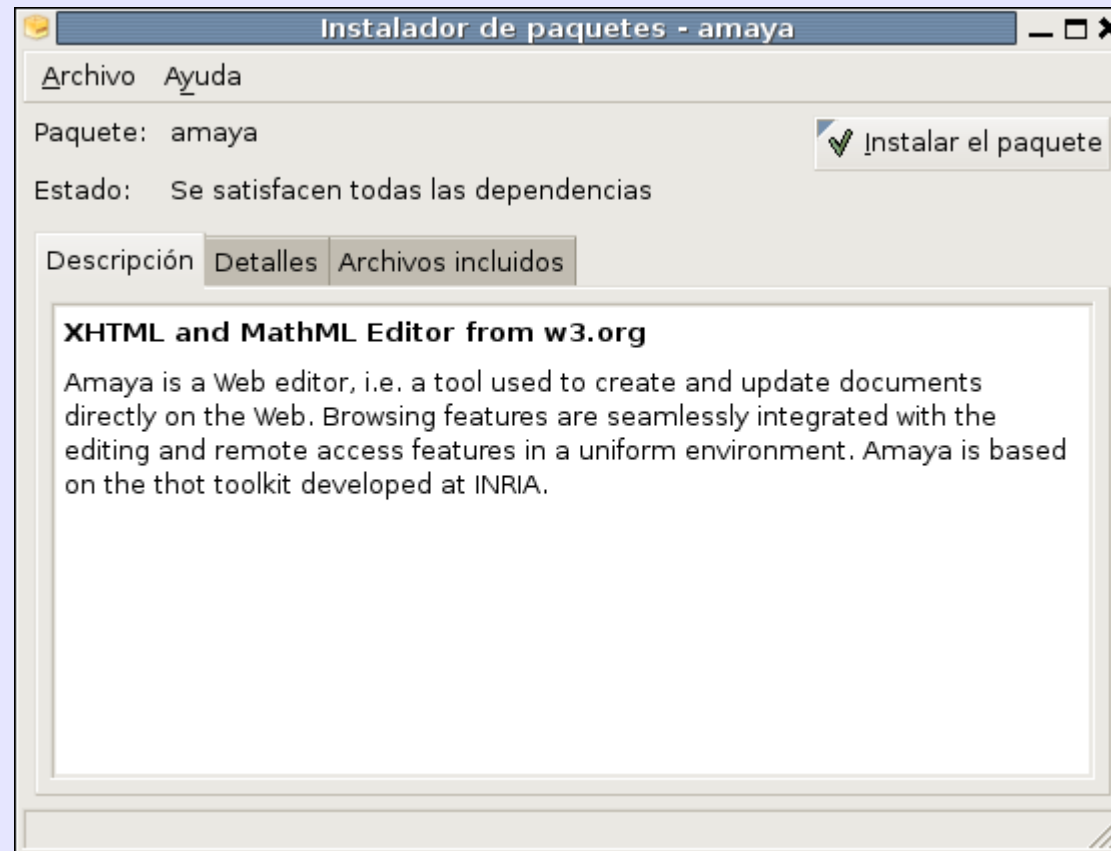 Instalador de paquetes - amaya
Archivo Ayuda
Paquete: amaya
Instalar el paquete
Estado: Se satisfacen todas las dependencias
Descripción Detalles Archivos incluidos
XHTML and MathML Editor from w3.org
Amaya is a Web editor, i.e. a tool used to create and update documents
directly on the Web. Browsing features are seamlessly integrated with the
editing and remote access features in a uniform environment. Amaya is based
on the thot toolkit developed at INRIA.